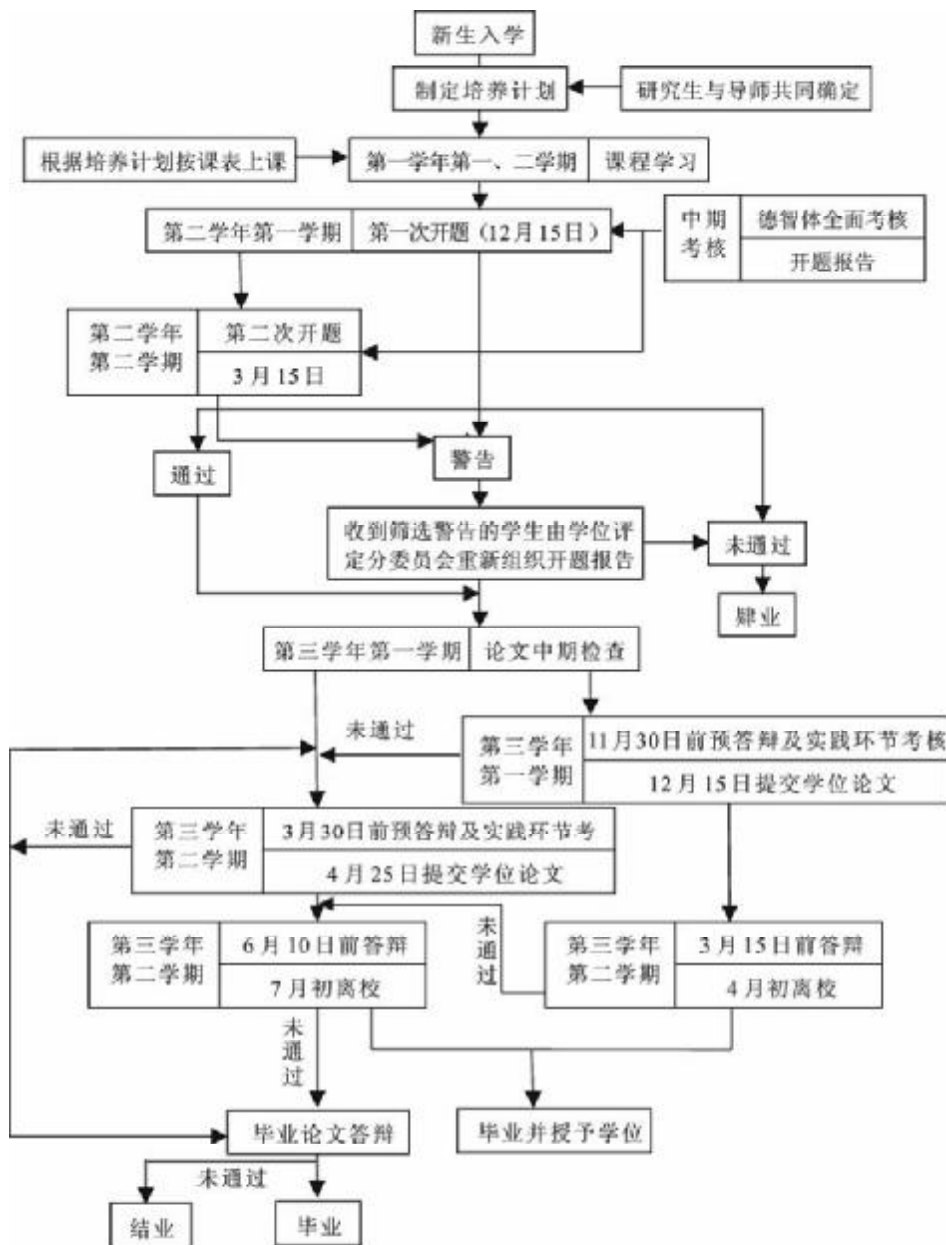 新生入学
制定培养计划
研究生与导师共同确定
根据培养计划按课表上课
第一学年第一、二学期
课程学习
第二学年第一学期
第一次开题(12月15日)
中期
考核
德智体全面考核
开题报告
第二学年
第二学期
第二次开题
3月15日
通过
警告
收到筛选警告的学生由学位评
定分委员会重新组织开题报告
未通过
肄业
第三学年第一学期
论文中期检查
未通过
第三学年
第一学期
11月30日前预答辩及实践环节考核
12月15日提交学位论文
未通过
第三学年
第二学期
3月30日前预答辩及实践环节考
4月25日提交学位论文
第三学年
第二学期
6月10日前答辩
7月初离校
未通过
第三学年
第二学期
3月15日前答辩
4月初离校
未通过
毕业论文答辩
毕业并授予学位
未通过
结业
毕业